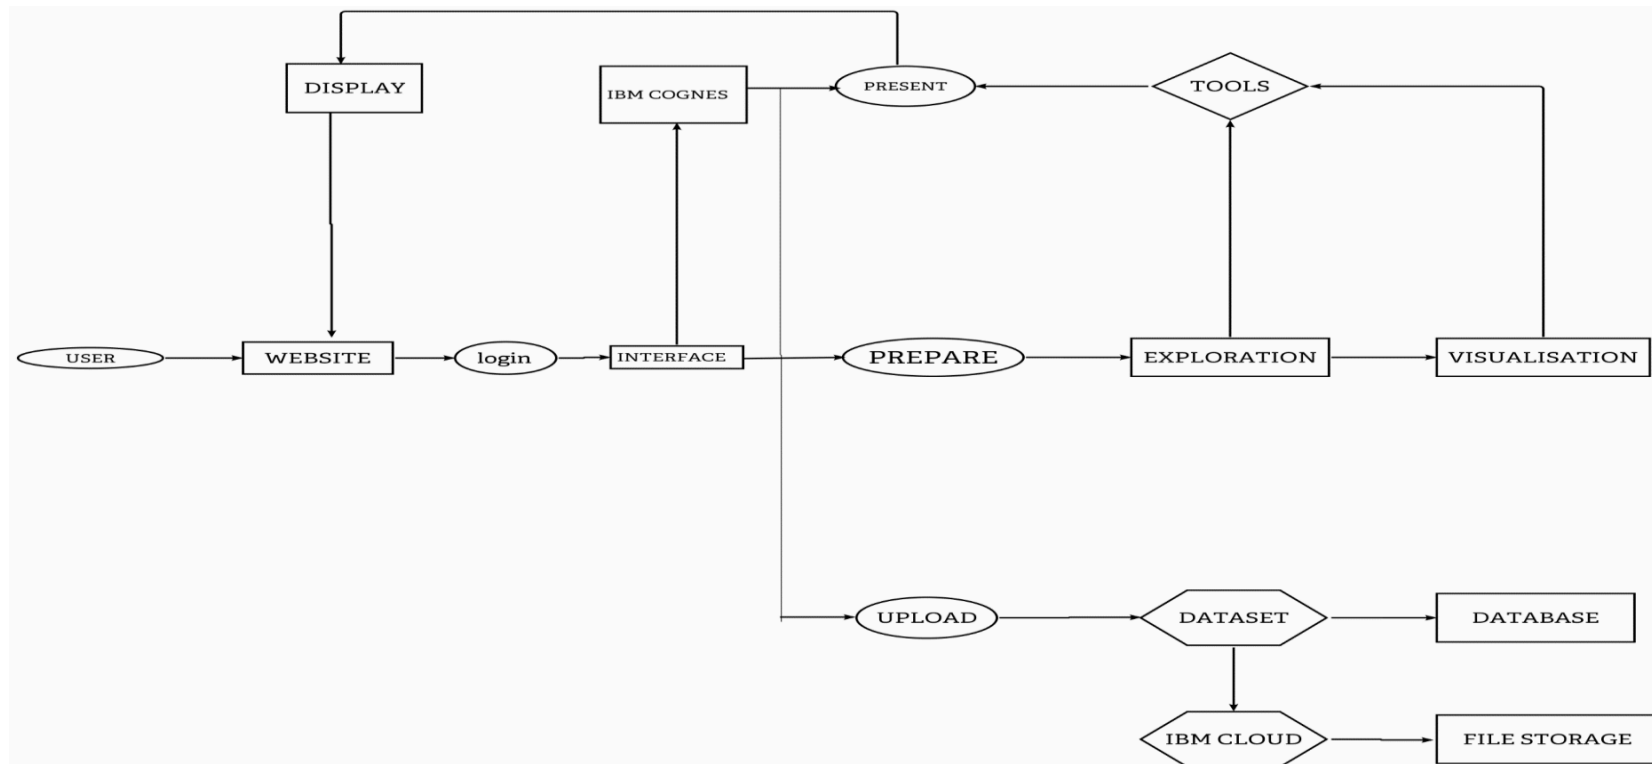 DISPLAY
IBM COGNES
PRESENT
TOOLS
USER
WEBSITE
login
INTERFACE
PREPARE
EXPLORATION
VISUALISATION
UPLOAD
DATASET
DATABASE
IBM CLOUD
FILE STORAGE